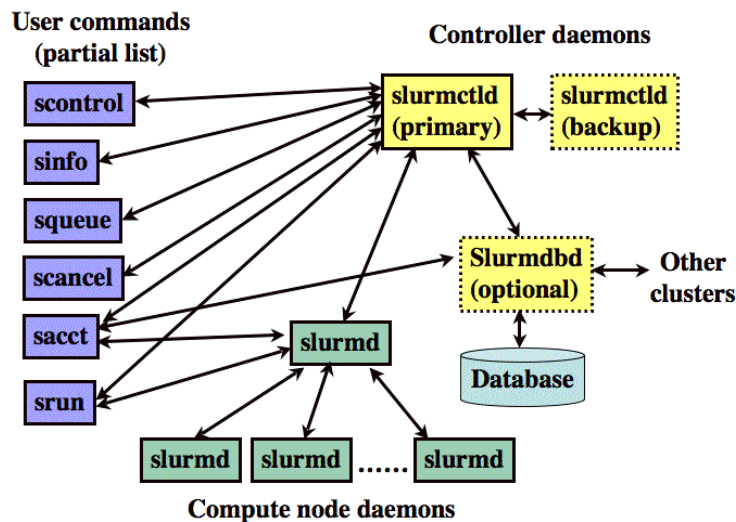 User commands
(partial list)
Controller daemons
scontrol
slurmctld
(primary)
slurmctld
(backup)
sinfo
squeue
scancel
Slurmdbd
(optional)
Other
clusters
sacct
slurmd
Database
srun
slurmd
slurmd
......
slurmd
Compute node daemons